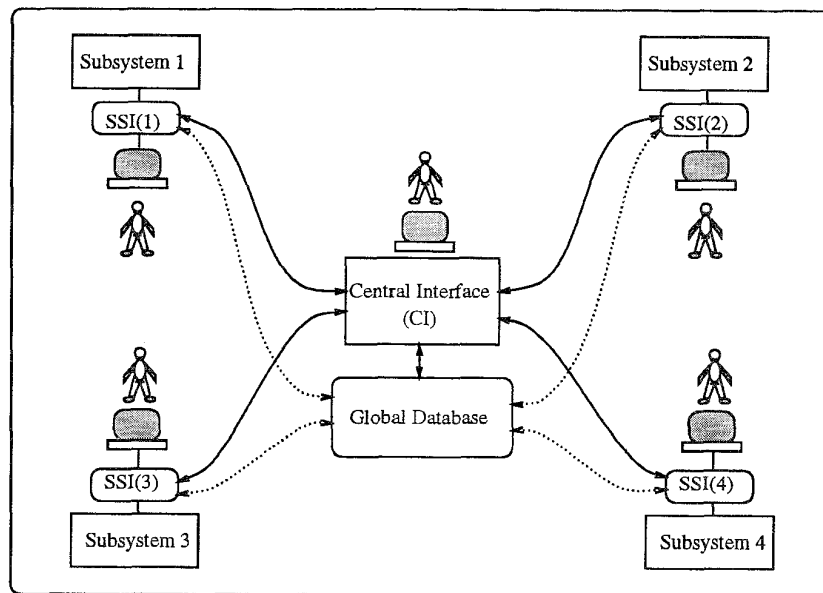 Subsystem 1
Subsystem 2
SSI(1)
SSI(2)
Central Interface
(CI)
Global Database
SSI(3)
SSI(4)
Subsystem 3
Subsystem 4